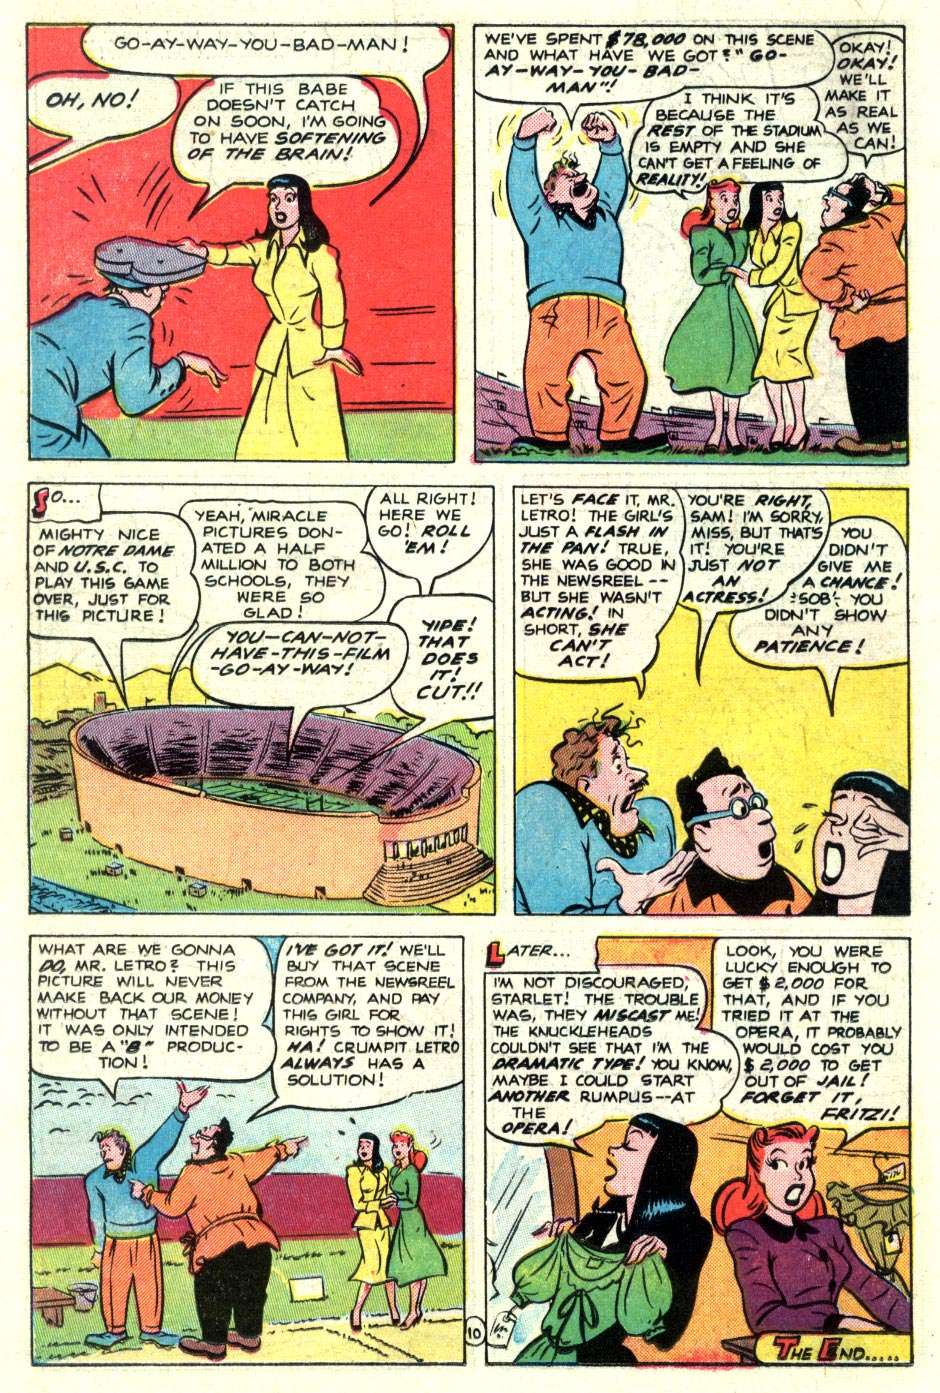 GO-AY-WAY-YOU-BAD-MAN!
OH, NO!
IF THIS BABE
DOESN'T CATCH
ON SOON, I'M GOING
TO HAVE SOFTENING
OF THE BRAIN!
WE'VE SPENT $78,000 ON THIS SCENE
AND WHAT HAVE WE GOT? "GO-
AY-WAY-YOU-BAD-
MAN"!
I THINK IT'S
BECAUSE THE
REST OF THE STADIUM
IS EMPTY AND SHE
CAN'T GET A FEELING OF
REALITY!
OKAY!
OKAY!
WE'LL
MAKE IT
AS REAL
AS WE
CAN!
SO...
MIGHTY NICE
OF NOTRE DAME
AND U.S.C. TO
PLAY THIS GAME
OVER, JUST FOR
THIS PICTURE!
YEAH, MIRACLE
PICTURES DON-
ATED A HALF
MILLION TO BOTH
SCHOOLS, THEY
WERE SO
GLAD!
ALL RIGHT!
HERE WE
GO! ROLL
'EM!
YOU-CAN-NOT-
HAVE-THIS-FILM
-GO-AY-WAY!
YIPE!
THAT
DOES
IT!
CUT!!
LET'S FACE IT, MR.
LETRO! THE GIRL'S
JUST A FLASH IN
THE PAN! TRUE,
SHE WAS GOOD IN
THE NEWSREEL --
BUT SHE WASN'T
ACTING! IN
SHORT, SHE
CAN'T
ACT!
YOU'RE RIGHT,
SAM! I'M SORRY,
MISS, BUT THAT'S
IT! YOU'RE
JUST NOT
AN
ACTRESS!
YOU
DIDN'T
GIVE ME
A CHANCE!
:SOB: YOU
DIDN'T SHOW
ANY
PATIENCE!
WHAT ARE WE GONNA
DO, MR. LETRO? THIS
PICTURE WILL NEVER
MAKE BACK OUR MONEY
WITHOUT THAT SCENE!
IT WAS ONLY INTENDED
TO BE A "B" PRODUC-
TION!
I'VE GOT IT! WE'LL
BUY THAT SCENE
FROM THE NEWSREEL
COMPANY, AND PAY
THIS GIRL FOR
RIGHTS TO SHOW IT!
HA! CRUMPIT LETRO
ALWAYS HAS A
SOLUTION!
LATER...
I'M NOT DISCOURAGED,
STARLET! THE TROUBLE
WAS, THEY MISCAST ME!
THE KNUCKLEHEADS
COULDN'T SEE THAT I'M THE
DRAMATIC TYPE! YOU KNOW,
MAYBE I COULD START
ANOTHER RUMPUS--AT
THE
OPERA!
LOOK, YOU WERE
LUCKY ENOUGH TO
GET $2,000 FOR
THAT, AND IF YOU
TRIED IT AT THE
OPERA, IT PROBABLY
WOULD COST YOU
$2,000 TO GET
OUT OF JAIL!
FORGET IT,
FRITZI!
10
THE END.....